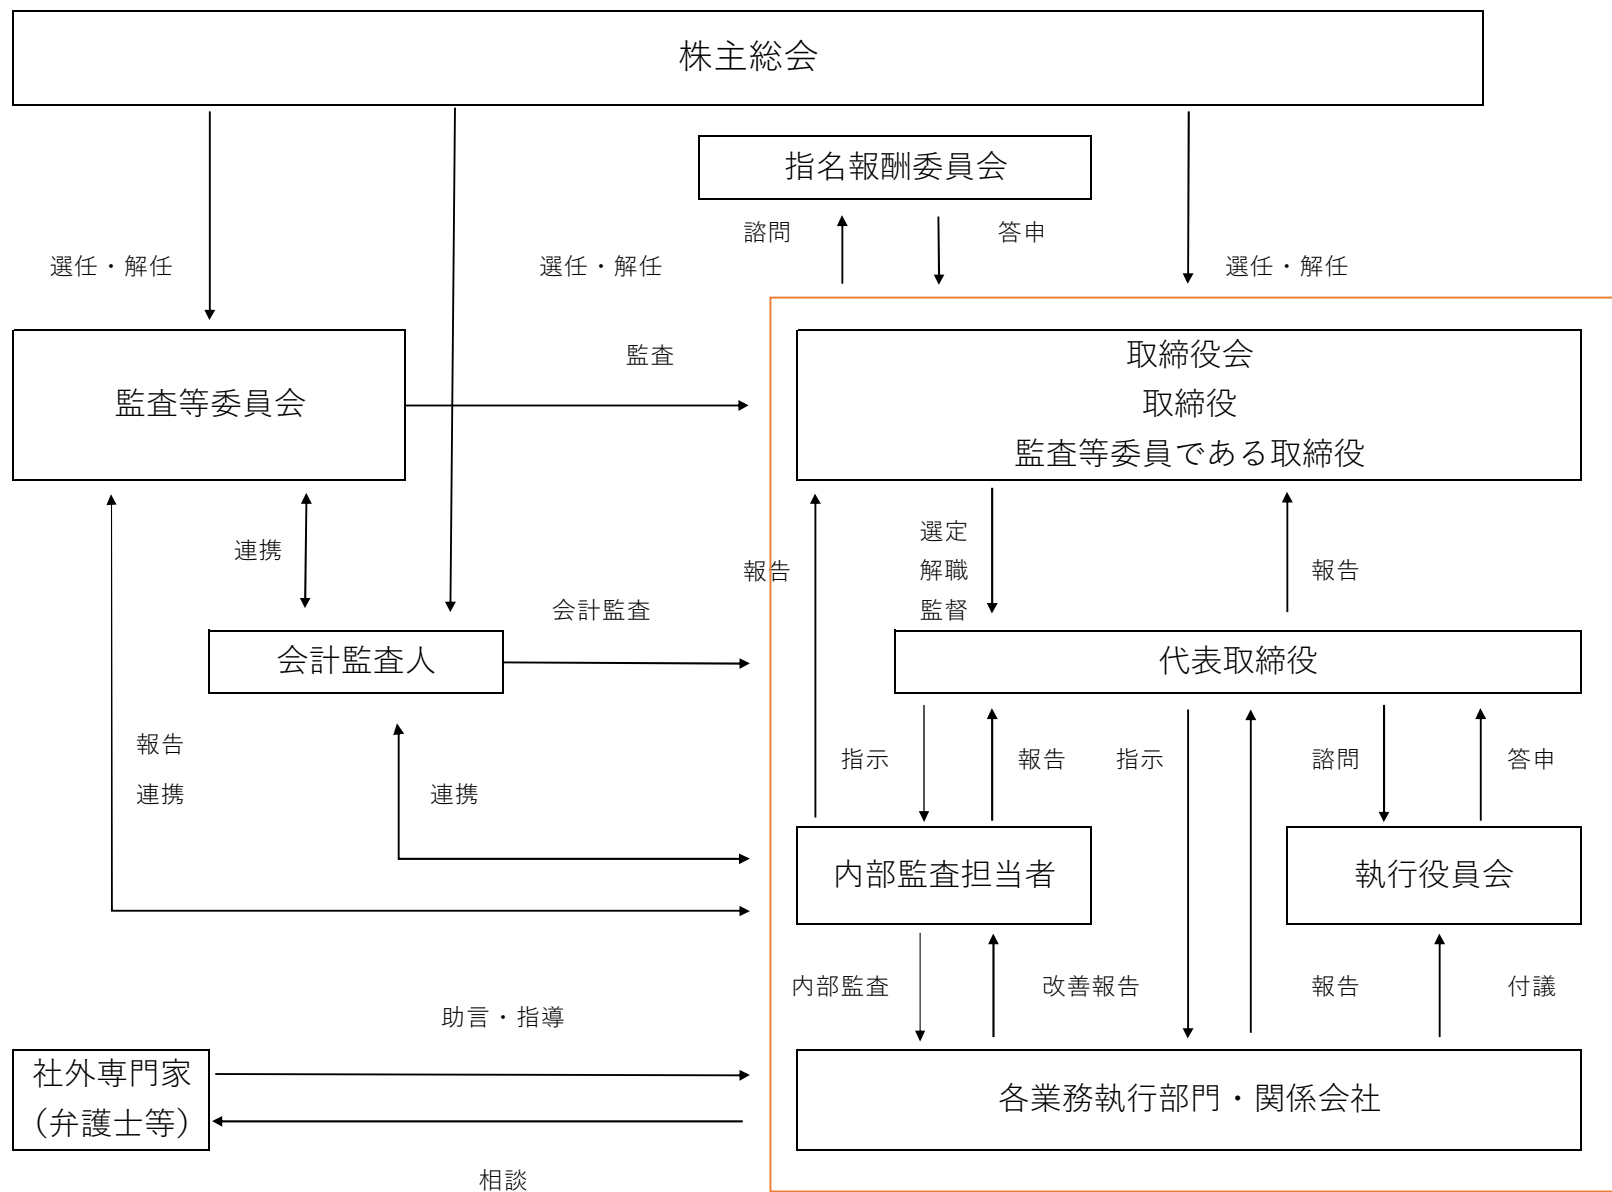 株主総会
指名報酬委員会
諮問
答申
選任・解任
選任・解任
選任・解任
監査等委員会
監査
取締役会
取締役
監査等委員である取締役
連携
報告
選定
解職
監督
報告
会計監査
会計監査人
代表取締役
報告
連携
連携
指示
報告
指示
諮問
答申
内部監査担当者
執行役員会
内部監査
改善報告
報告
付議
助言・指導
社外専門家
（弁護士等）
各業務執行部門・関係会社
相談